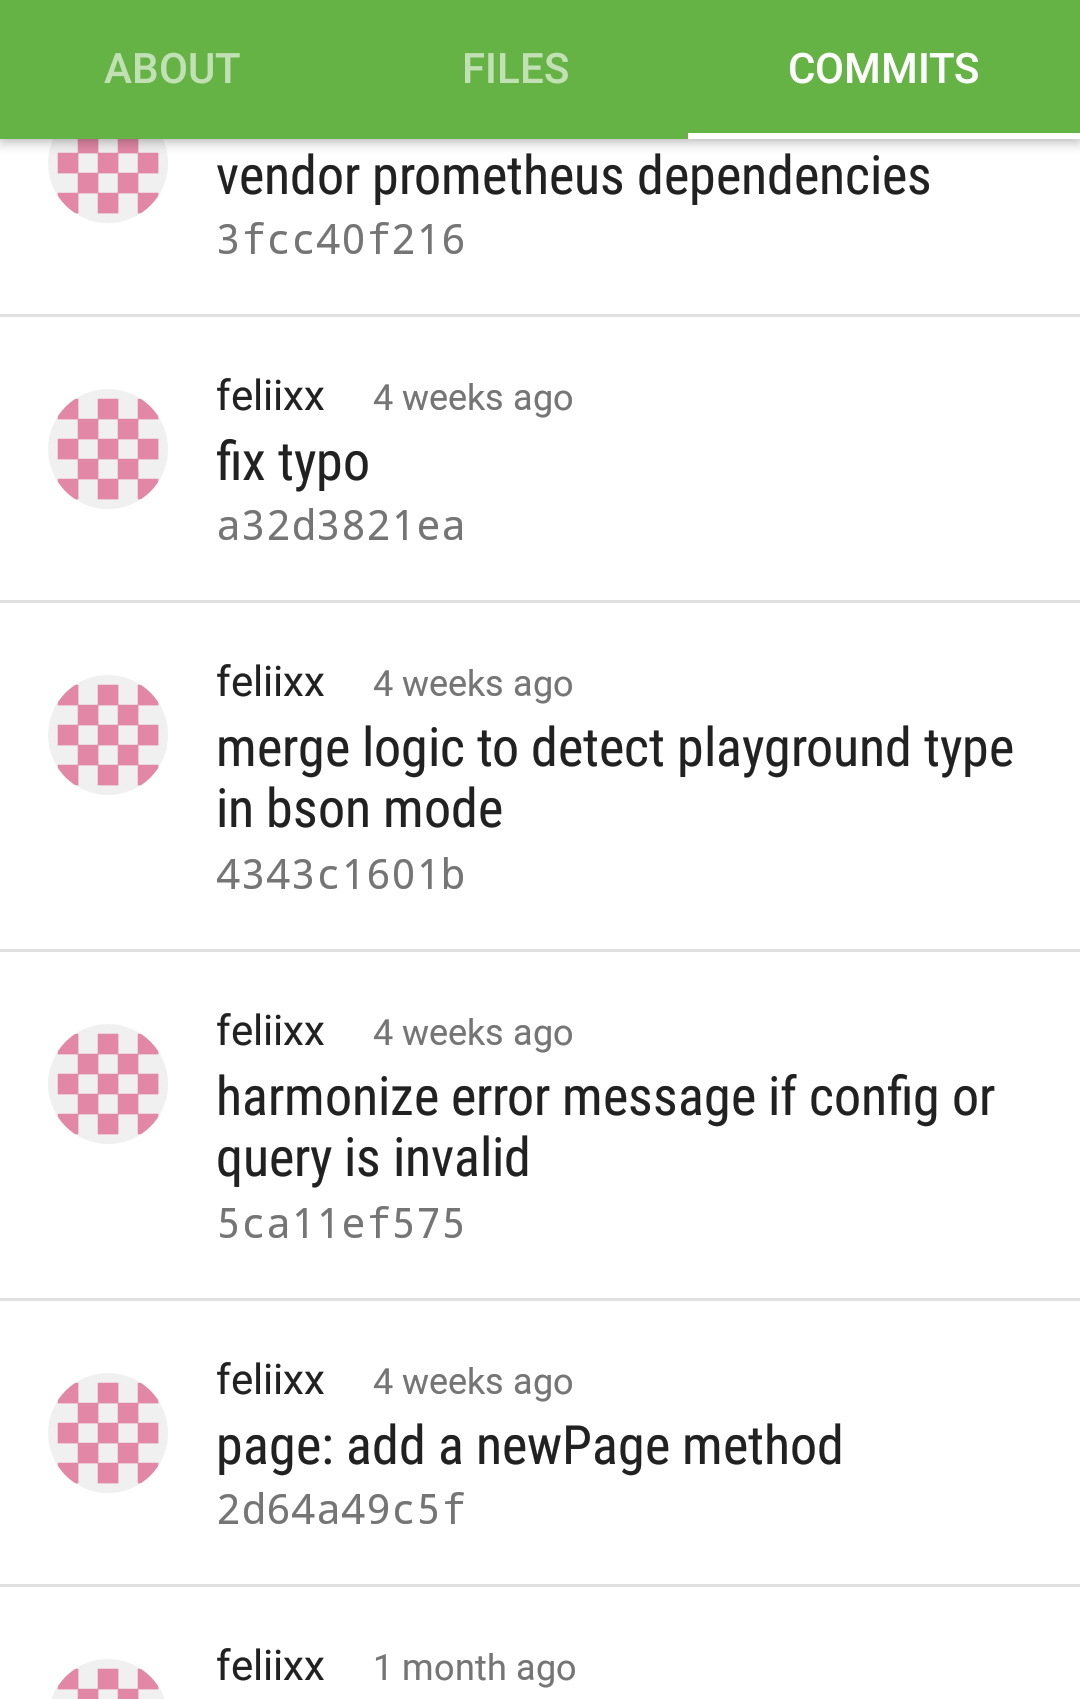 ABOUT FILES COMMITS
vendor prometheus dependencies
3fcc40f216
feliixx 4 weeks ago
fix typo
a32d3821ea
feliixx 4 weeks ago
merge logic to detect playground type
in bson mode
4343c1601b
feliixx 4 weeks ago
harmonize error message if config or
query is invalid
5ca11ef575
feliixx 4 weeks ago
page: add a newPage method
2d64a49c5f
feliixx 1 month ago